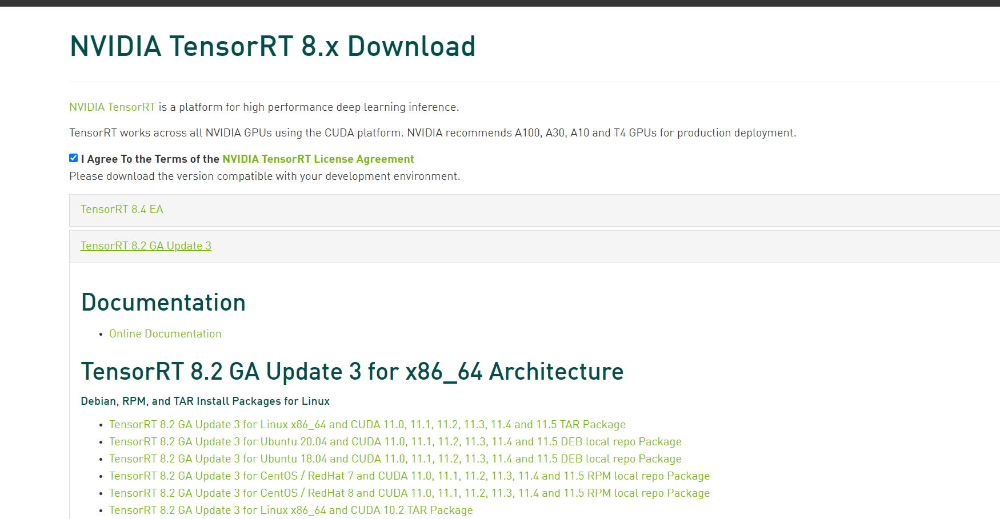 NVIDIA TensorRT 8.x Download
NVIDIA TensorRT is a platform for high performance deep learning inference.
TensorRT works across all NVIDIA GPUs using the CUDA platform. NVIDIA recommends A100, A30, A10 and T4 GPUs for production deployment.
I Agree To the Terms of the NVIDIA TensorRT License Agreement
Please download the version compatible with your development environment.
TensorRT 8.4 EA
TensorRT 8.2 GA Update 3
Documentation
• Online Documentation
TensorRT 8.2 GA Update 3 for x86_64 Architecture
Debian, RPM, and TAR Install Packages for Linux
• TensorRT 8.2 GA Update 3 for Linux x86_64 and CUDA 11.0, 11.1, 11.2, 11.3, 11.4 and 11.5 TAR Package
• TensorRT 8.2 GA Update 3 for Ubuntu 20.04 and CUDA 11.0, 11.1, 11.2, 11.3, 11.4 and 11.5 DEB local repo Package
• TensorRT 8.2 GA Update 3 for Ubuntu 18.04 and CUDA 11.0, 11.1, 11.2, 11.3, 11.4 and 11.5 DEB local repo Package
• TensorRT 8.2 GA Update 3 for CentOS / RedHat 7 and CUDA 11.0, 11.1, 11.2, 11.3, 11.4 and 11.5 RPM local repo Package
• TensorRT 8.2 GA Update 3 for CentOS / RedHat 8 and CUDA 11.0, 11.1, 11.2, 11.3, 11.4 and 11.5 RPM local repo Package
• TensorRT 8.2 GA Update 3 for Linux x86_64 and CUDA 10.2 TAR Package